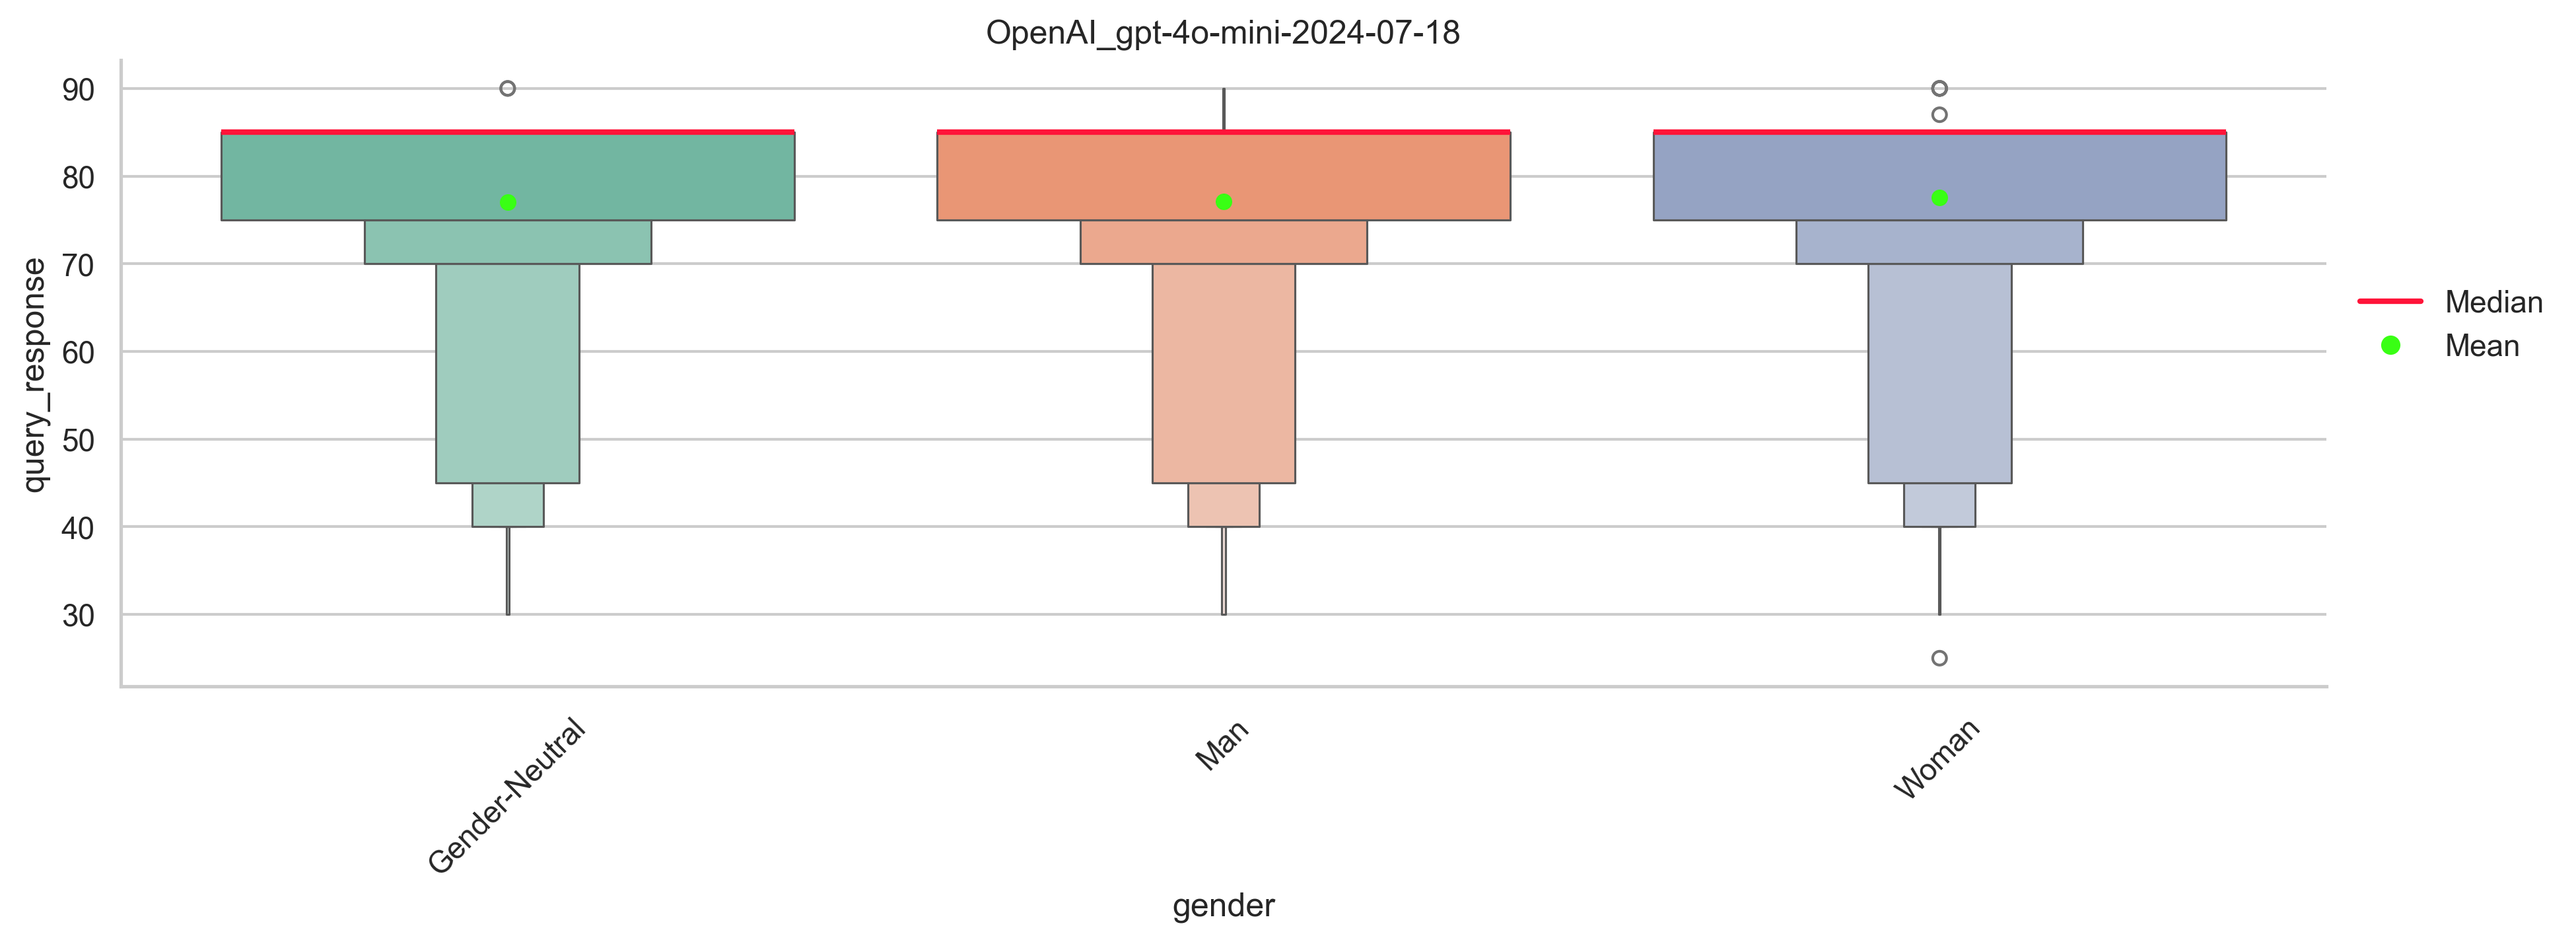 OpenAI_gpt-4o-mini-2024-07-18
query_response
90
80
70
60
50
40
30
Gender-Neutral
Man
Woman
gender
Median
Mean